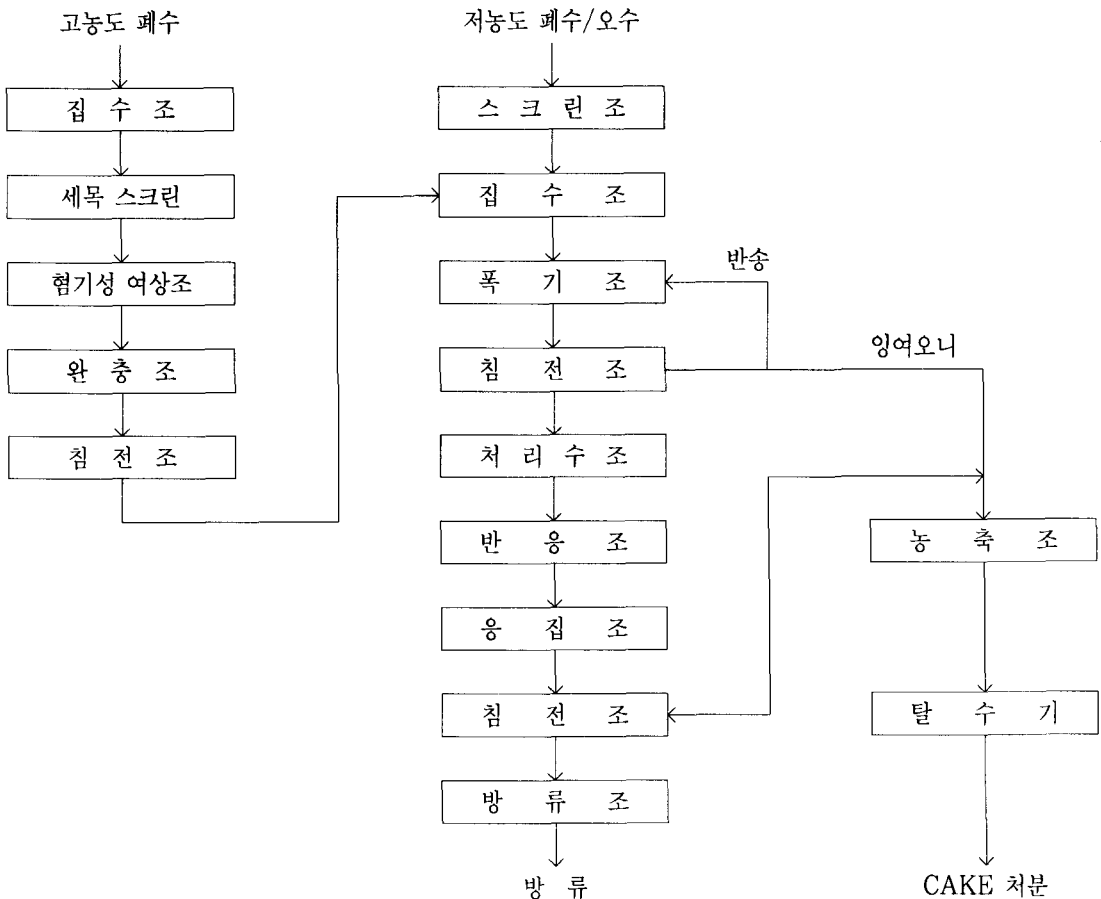 고농도 폐수
집 수 조
세목 스크린
혐기성 여상조
완 충 조
침 전 조
저농도 폐수/오수
스 크 린 조
집 수 조
폭 기 조
반송
침 전 조
잉여오니
처 리 수 조
반 응 조
응 집 조
침 전 조
방 류 조
방 류
농 축 조
탈 수 기
CAKE 처분